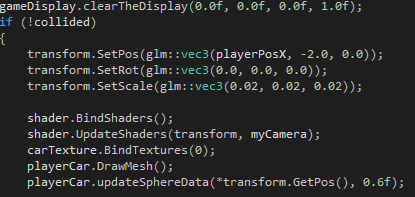 gameDisplay.clearTheDisplay(0.0f, 0.0f, 0.0f, 1.0f);
if (!collided)
{
transform.SetPos(glm::vec3(playerPosX, -2.0, 0.0));
transform.SetRot(glm::vec3(0.0, 0.0, 0.0));
transform.SetScale(glm::vec3(0.02, 0.02, 0.02));
shader.BindShaders();
shader.UpdateShaders(transform, myCamera);
carTexture.BindTextures(0);
playerCar.DrawMesh();
playerCar.updateSphereData(*transform.GetPos(), 0.6f);